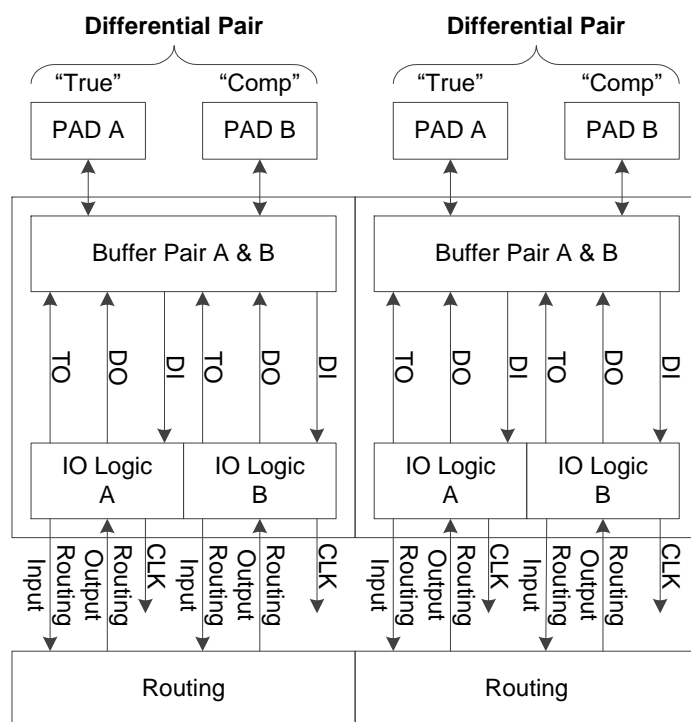 Differential Pair Differential Pair
“True” “Comp” “True” “Comp”
PAD A PAD B PAD A PAD B
Buffer Pair A & B Buffer Pair A & B
TO DO DI TO DO DI TO DO DI TO DO DI
IO Logic A IO Logic B IO Logic A IO Logic B
Routing Input Routing Output CLK Routing Input Routing Output CLK Routing Input Routing Output CLK Routing Input Routing Output CLK
Routing Routing